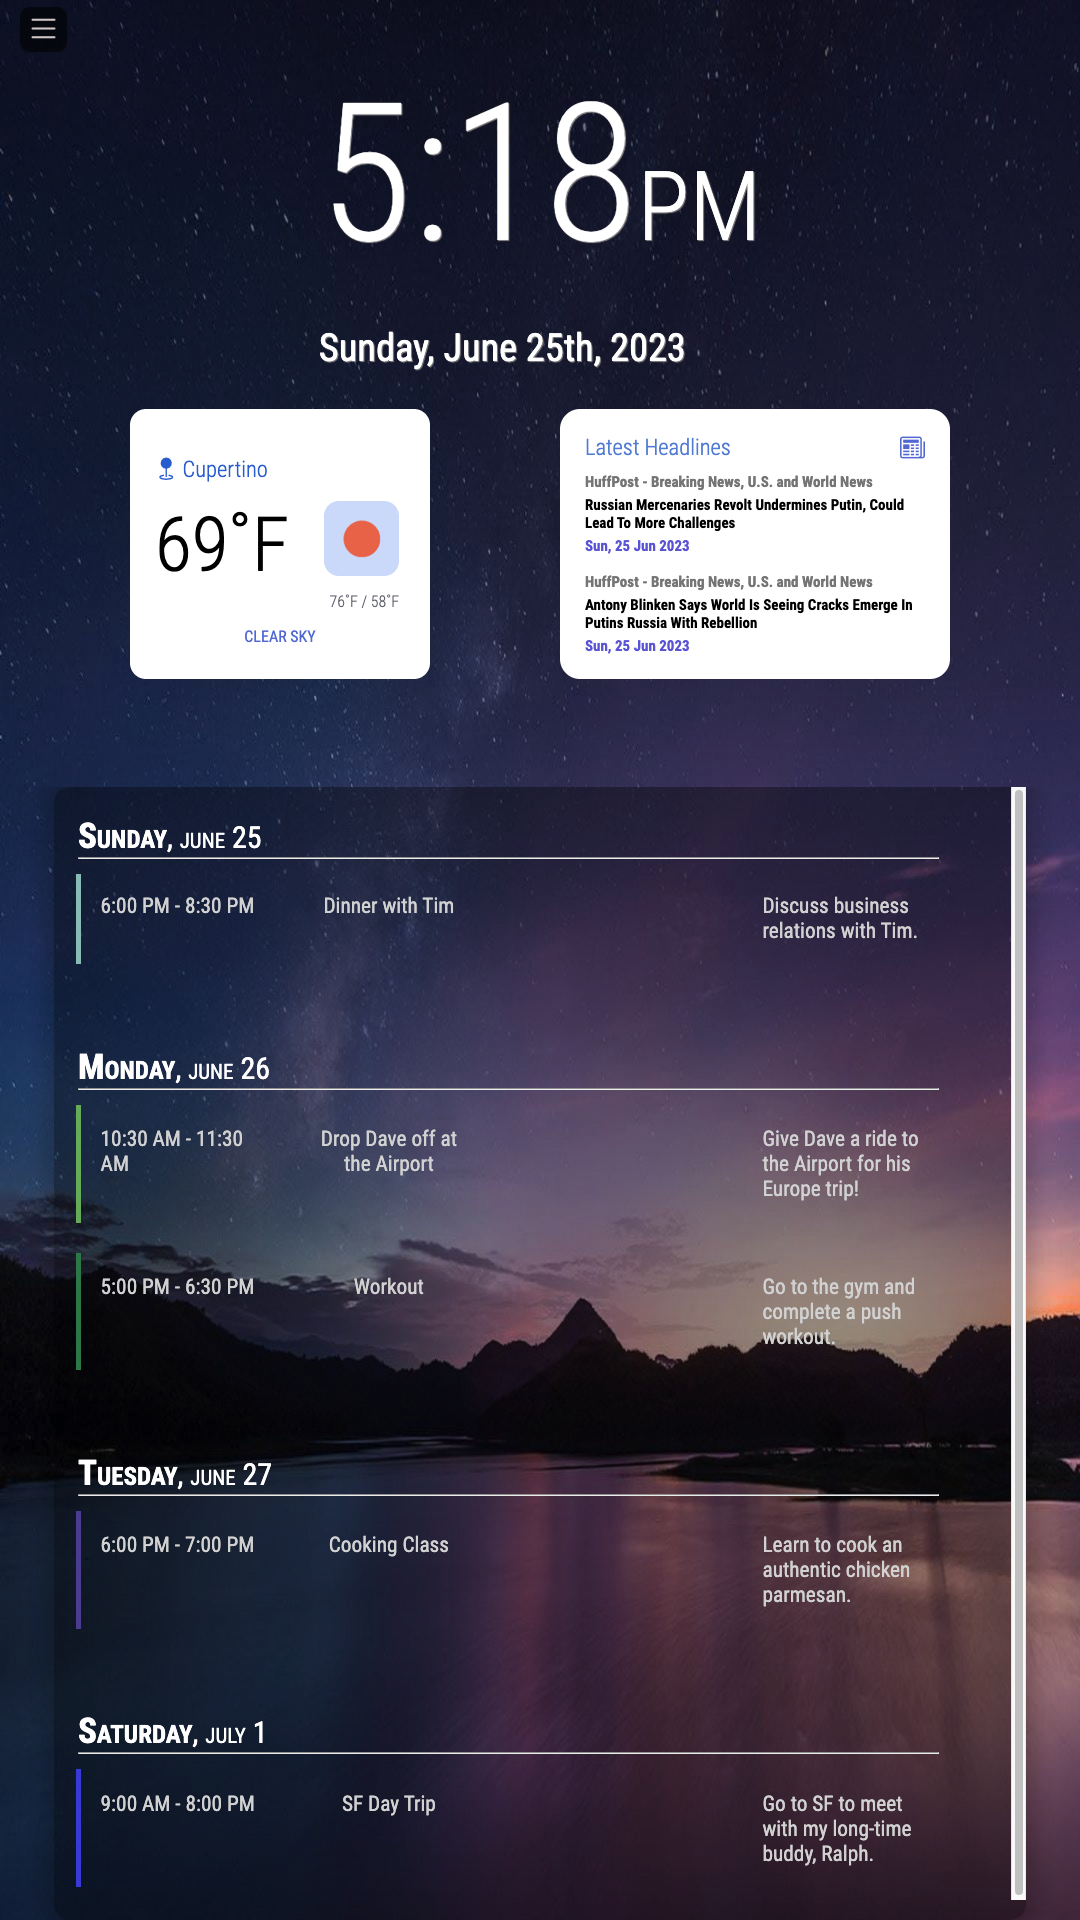 5:18PM
Sunday, June 25th, 2023
Cupertino
69°F
76°F / 58°F
CLEAR SKY
Latest Headlines
HuffPost - Breaking News, U.S. and World News
Russian Mercenaries Revolt Undermines Putin, Could
Lead To More Challenges
Sun, 25 Jun 2023
HuffPost - Breaking News, U.S. and World News
Antony Blinken Says World Is Seeing Cracks Emerge In
Putins Russia With Rebellion
Sun, 25 Jun 2023
SUNDAY, JUNE 25
6:00 PM - 8:30 PM
Dinner with Tim
Discuss business
relations with Tim.
MONDAY, JUNE 26
10:30 AM - 11:30
AM
Drop Dave off at
the Airport
Give Dave a ride to
the Airport for his
Europe trip!
5:00 PM - 6:30 PM
Workout
Go to the gym and
complete a push
workout.
TUESDAY, JUNE 27
6:00 PM - 7:00 PM
Cooking Class
Learn to cook an
authentic chicken
parmesan.
SATURDAY, JULY 1
9:00 AM - 8:00 PM
SF Day Trip
Go to SF to meet
with my long-time
buddy, Ralph.